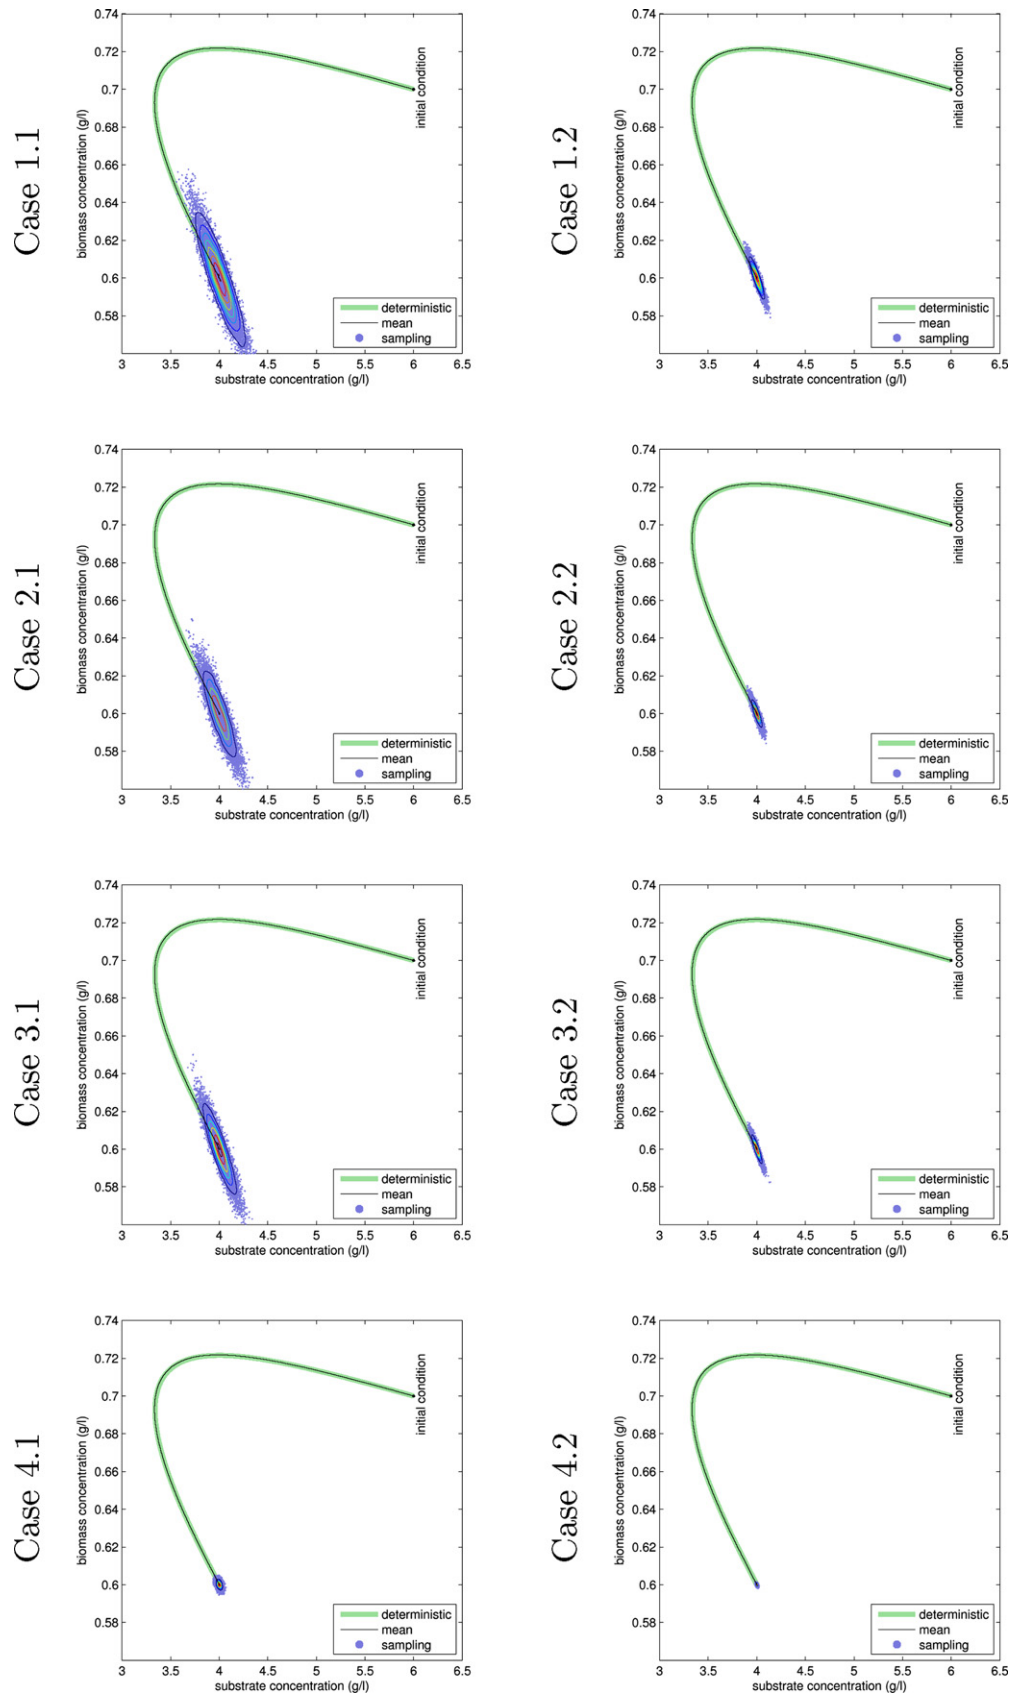 Case 1.1
0.74
0.72
0.7
0.68
0.66
0.64
0.62
0.6
0.58
biomass concentration (g/l)
initial condition
deterministic
mean
sampling
3 3.5 4 4.5 5 5.5 6 6.5
substrate concentration (g/l)
Case 1.2
0.74
0.72
0.7
0.68
0.66
0.64
0.62
0.6
0.58
biomass concentration (g/l)
initial condition
deterministic
mean
sampling
3 3.5 4 4.5 5 5.5 6 6.5
substrate concentration (g/l)
Case 2.1
0.74
0.72
0.7
0.68
0.66
0.64
0.62
0.6
0.58
biomass concentration (g/l)
initial condition
deterministic
mean
sampling
3 3.5 4 4.5 5 5.5 6 6.5
substrate concentration (g/l)
Case 2.2
0.74
0.72
0.7
0.68
0.66
0.64
0.62
0.6
0.58
biomass concentration (g/l)
initial condition
deterministic
mean
sampling
3 3.5 4 4.5 5 5.5 6 6.5
substrate concentration (g/l)
Case 3.1
0.74
0.72
0.7
0.68
0.66
0.64
0.62
0.6
0.58
biomass concentration (g/l)
initial condition
deterministic
mean
sampling
3 3.5 4 4.5 5 5.5 6 6.5
substrate concentration (g/l)
Case 3.2
0.74
0.72
0.7
0.68
0.66
0.64
0.62
0.6
0.58
biomass concentration (g/l)
initial condition
deterministic
mean
sampling
3 3.5 4 4.5 5 5.5 6 6.5
substrate concentration (g/l)
Case 4.1
0.74
0.72
0.7
0.68
0.66
0.64
0.62
0.6
0.58
biomass concentration (g/l)
initial condition
deterministic
mean
sampling
3 3.5 4 4.5 5 5.5 6 6.5
substrate concentration (g/l)
Case 4.2
0.74
0.72
0.7
0.68
0.66
0.64
0.62
0.6
0.58
biomass concentration (g/l)
initial condition
deterministic
mean
sampling
3 3.5 4 4.5 5 5.5 6 6.5
substrate concentration (g/l)